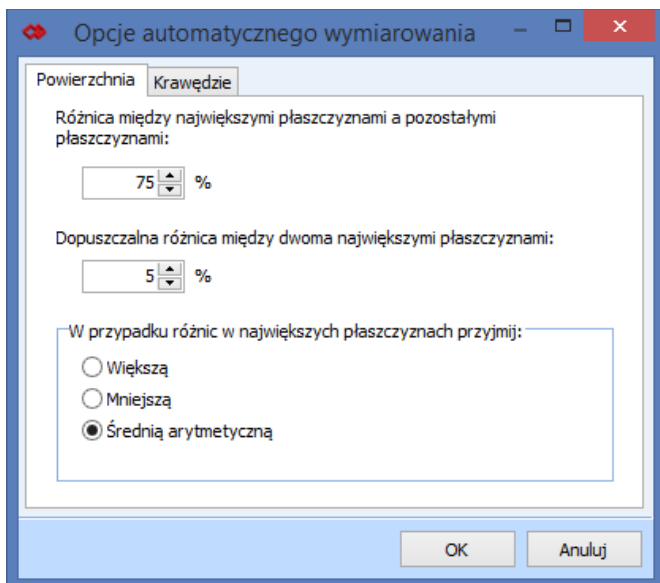 Opcje automatycznego wymiarowania
Powierzchnia Krawędzie
Różnica między największymi płaszczyznami a pozostałymi
płaszczyznami:
75 %
Dopuszczalna różnica między dwoma największymi płaszczyznami:
5 %
W przypadku różnic w największych płaszczyznach przyjmij:
Większą
Mniejszą
Średnią arytmetyczną
OK Anuluj